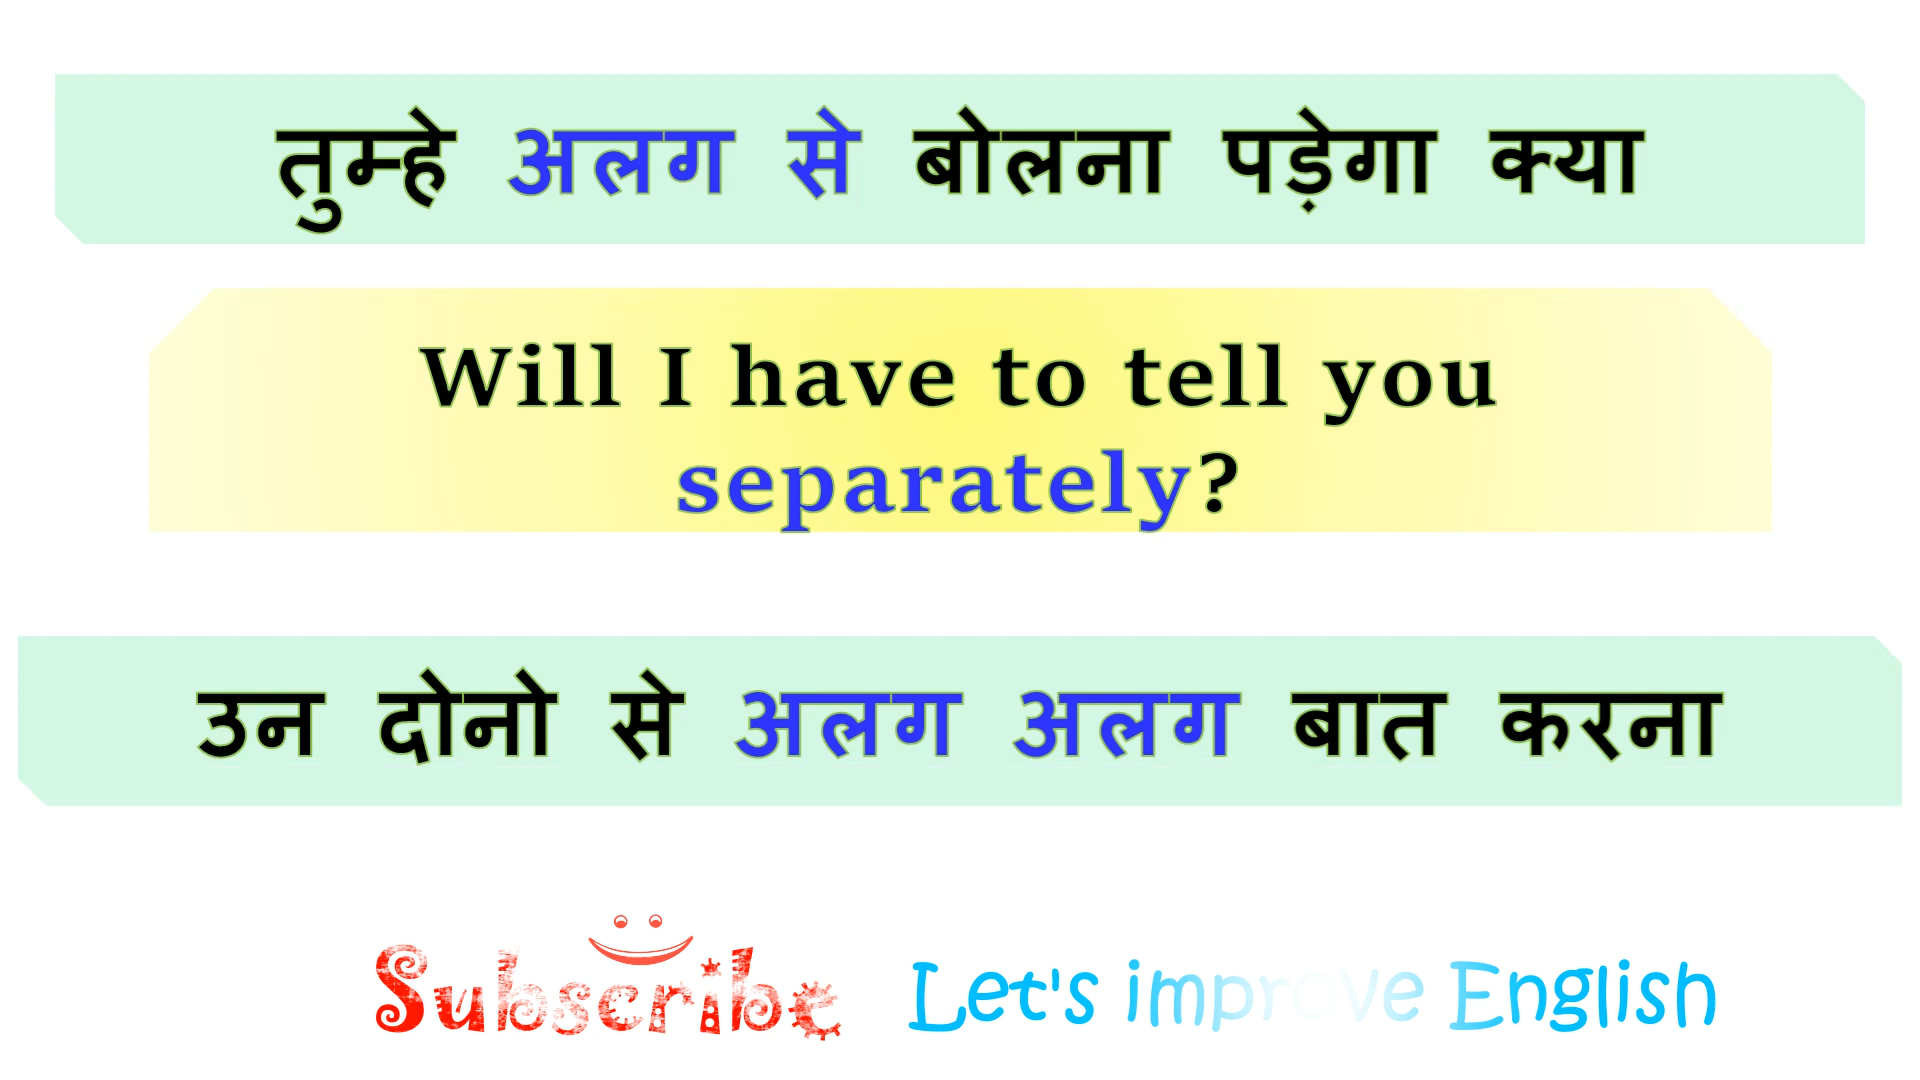 तुम्हे अलग से बोलना पड़ेगा क्या
Will I have to tell you
separately?
उन दोनो से अलग अलग बात करना
Subscribe Let's improve English